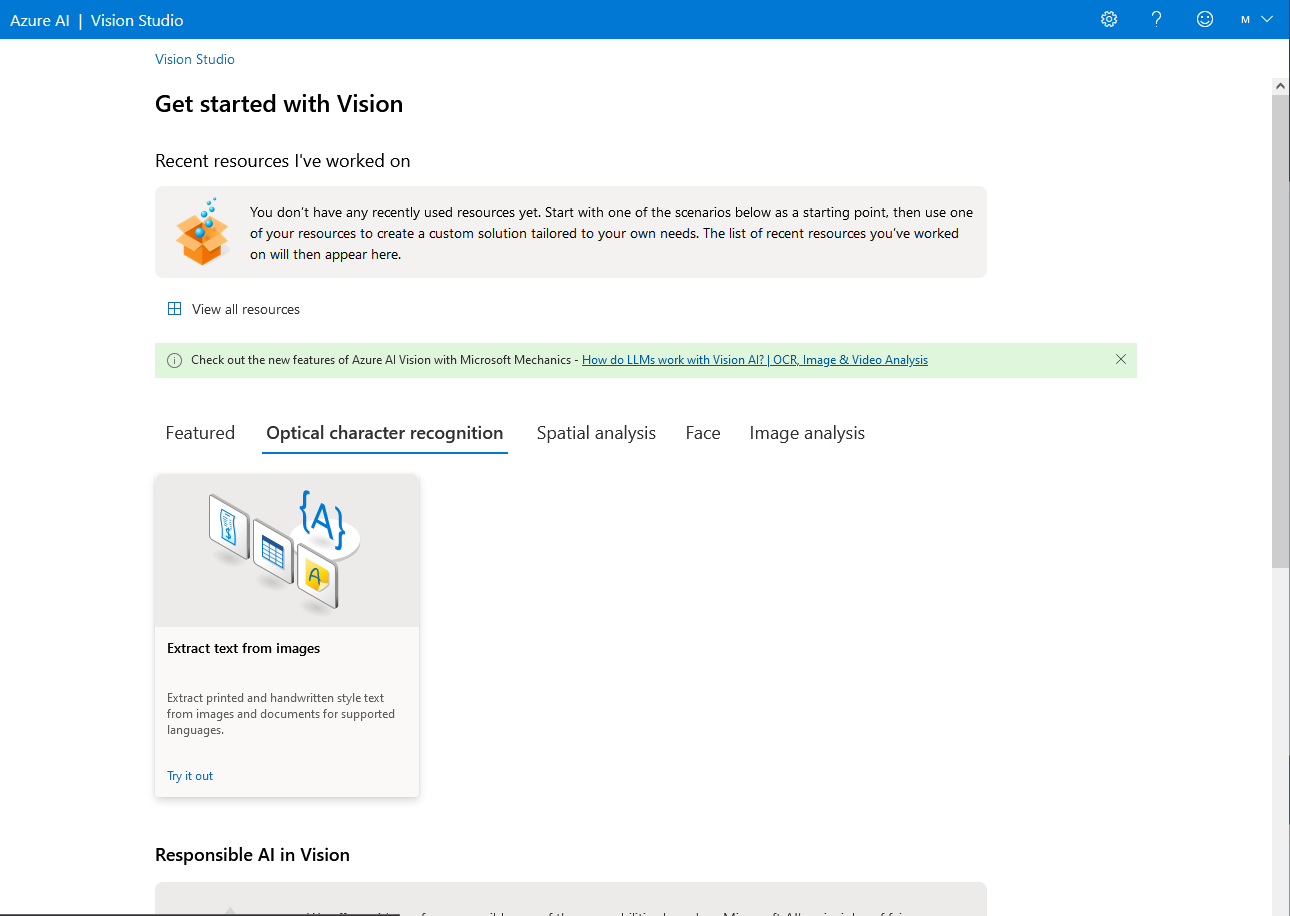 Azure AI | Vision Studio
M
Vision Studio
Get started with Vision
Recent resources I've worked on
You don't have any recently used resources yet. Start with one of the scenarios below as a starting point, then use one
of your resources to create a custom solution tailored to your own needs. The list of recent resources you've worked
on will then appear here.
View all resources
Check out the new features of Azure AI Vision with Microsoft Mechanics - How do LLMs work with Vision AI? | OCR, Image & Video Analysis
Featured Optical character recognition Spatial analysis Face Image analysis
{A}
$
A
Extract text from images
Extract printed and handwritten style text
from images and documents for supported
languages.
Try it out
Responsible AI in Vision